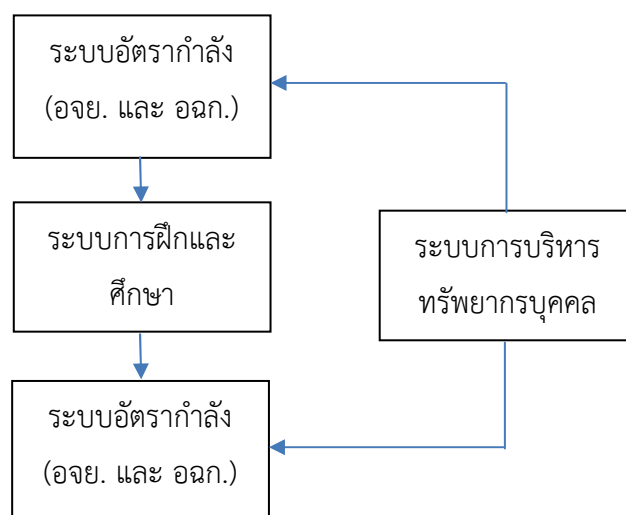 ระบบอัตรากำลัง
(อจย. และ อฉก.)
ระบบการฝึกและ
ศึกษา
ระบบการบริหาร
ทรัพยากรบุคคล
ระบบอัตรากำลัง
(อจย. และ อฉก.)